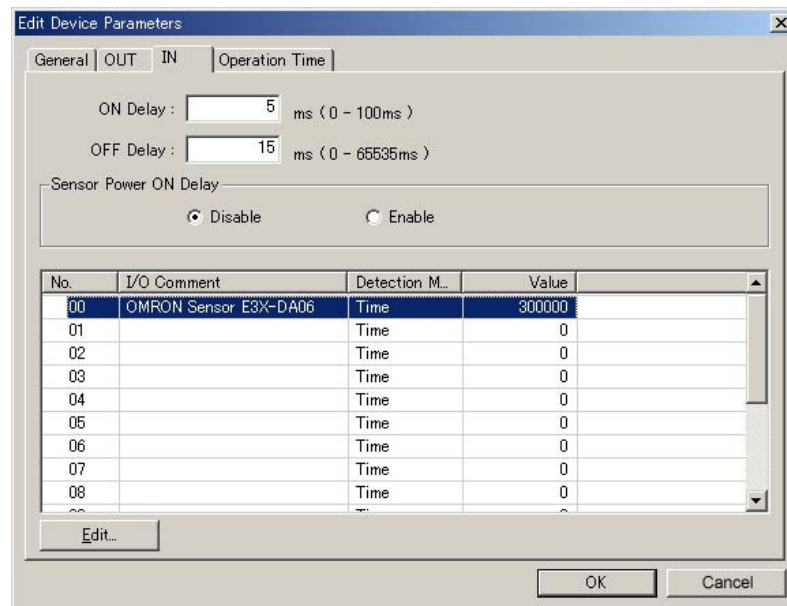 Edit Device Parameters
General OUT IN Operation Time
ON Delay : 5 ms ( 0 - 100ms )
OFF Delay : 15 ms ( 0 - 65535ms )
Sensor Power ON Delay
Disable Enable
No. I/O Comment Detection M... Value
00 OMRON Sensor E3X-DA06 Time 300000
01 Time 0
02 Time 0
03 Time 0
04 Time 0
05 Time 0
06 Time 0
07 Time 0
08 Time 0
Edit...
OK Cancel